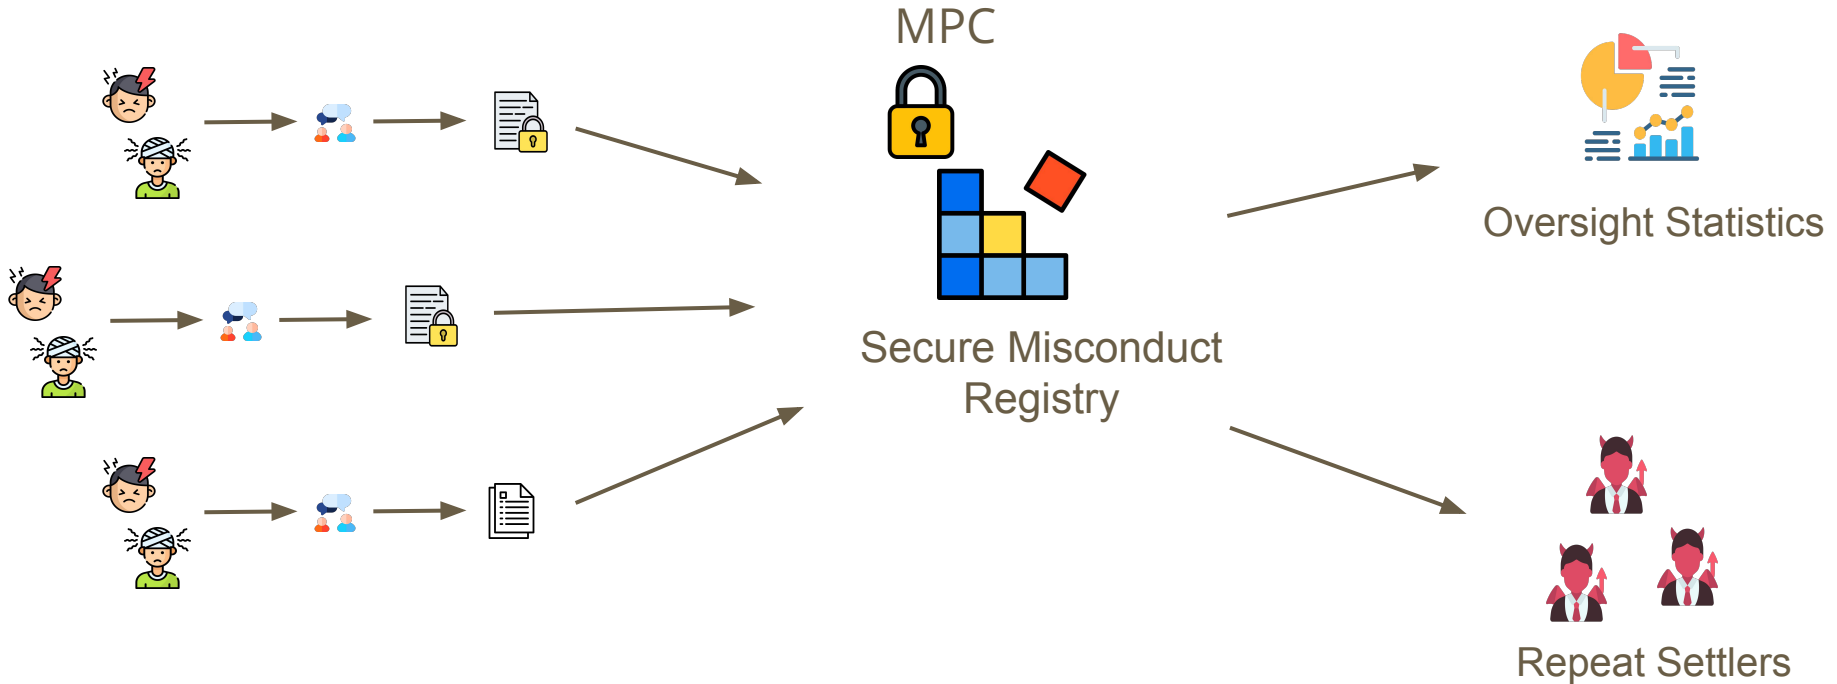 MPC
Secure Misconduct
Registry
Oversight Statistics
Repeat Settlers